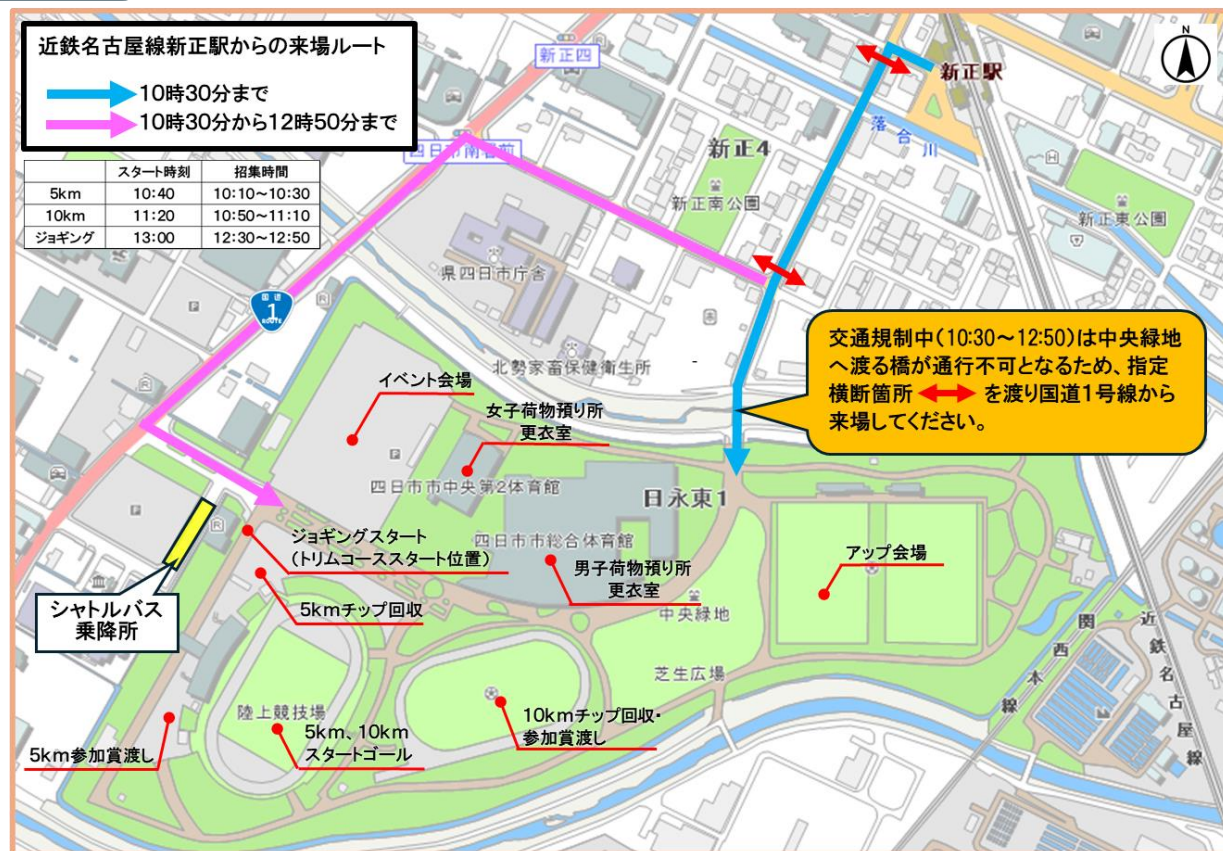 近鉄名古屋線新正駅からの来場ルート
10時30分まで
10時30分から12時50分まで
スタート時刻 招集時間
5km 10:40 10:10～10:30
10km 11:20 10:50～11:10
ジョギング 13:00 12:30～12:50
N
新正四
新正駅
落合川
四日市南署前
新正4
新正南公園
新正東公園
県四日市庁舎
国道
1
ROUTE
北勢家畜保健衛生所
交通規制中(10:30～12:50)は中央緑地
へ渡る橋が通行不可となるため、指定
横断箇所 を渡り国道1号線から
来場してください。
イベント会場
女子荷物預り所
更衣室
四日市市中央第2体育館
日永東1
ジョギングスタート
(トリムコーススタート位置)
四日市市総合体育館
男子荷物預り所
更衣室
アップ会場
5kmチップ回収
中央緑地
シャトルバス
乗降所
芝生広場
関西本線
近鉄名古屋線
陸上競技場
5km、10km
スタートゴール
10kmチップ回収・
参加賞渡し
5km参加賞渡し
P
P
P
R
R
R